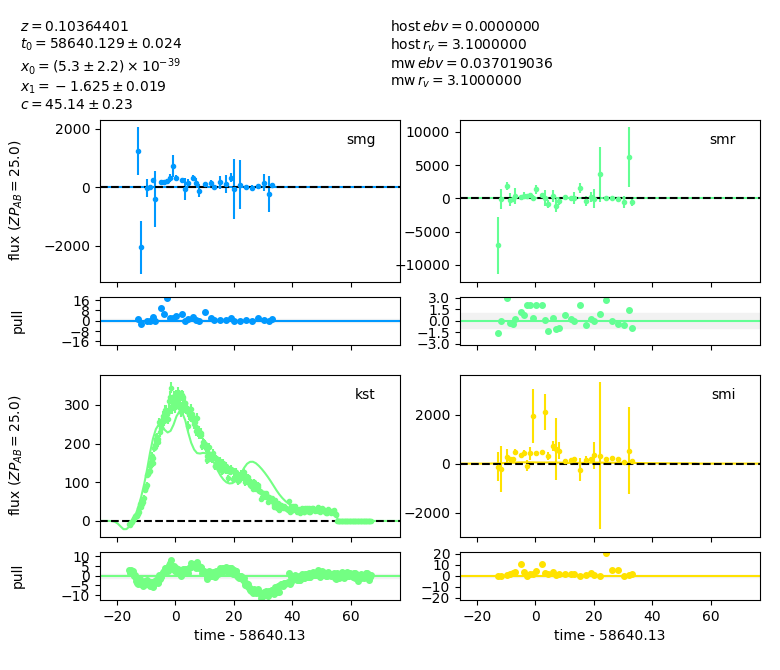 z = 0.10364401
t₀ = 58640.129 ± 0.024
x₀ = (5.3 ± 2.2) × 10⁻³⁹
x₁ = −1.625 ± 0.019
c = 45.14 ± 0.23
host ebv = 0.0000000
host r_v = 3.1000000
mw ebv = 0.037019036
mw r_v = 3.1000000
flux (ZP_AB = 25.0)
2000
0
−2000
smg
10000
5000
0
−5000
−10000
smr
pull
16
8
0
−8
−16
3.0
1.5
0.0
−1.5
−3.0
flux (ZP_AB = 25.0)
300
200
100
0
kst
2000
0
−2000
smi
pull
10
5
0
−5
−10
−20 0 20 40 60
time - 58640.13
20
10
0
−10
−20
−20 0 20 40 60
time - 58640.13